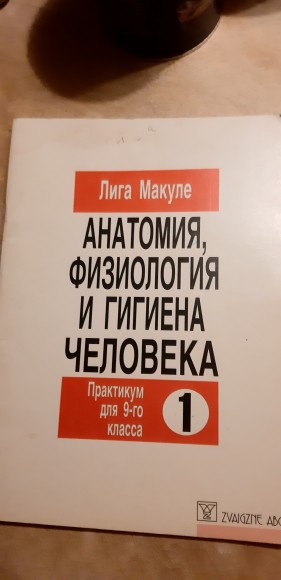 Лига Макуле
АНАТОМИЯ,
ФИЗИОЛОГИЯ
И ГИГИЕНА
ЧЕЛОВЕКА
Практикум
для 9-го
класса
1
ZVAIGZNE ABC